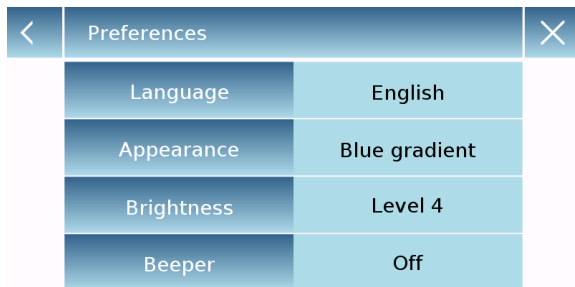 Preferences
Language English
Appearance Blue gradient
Brightness Level 4
Beeper Off